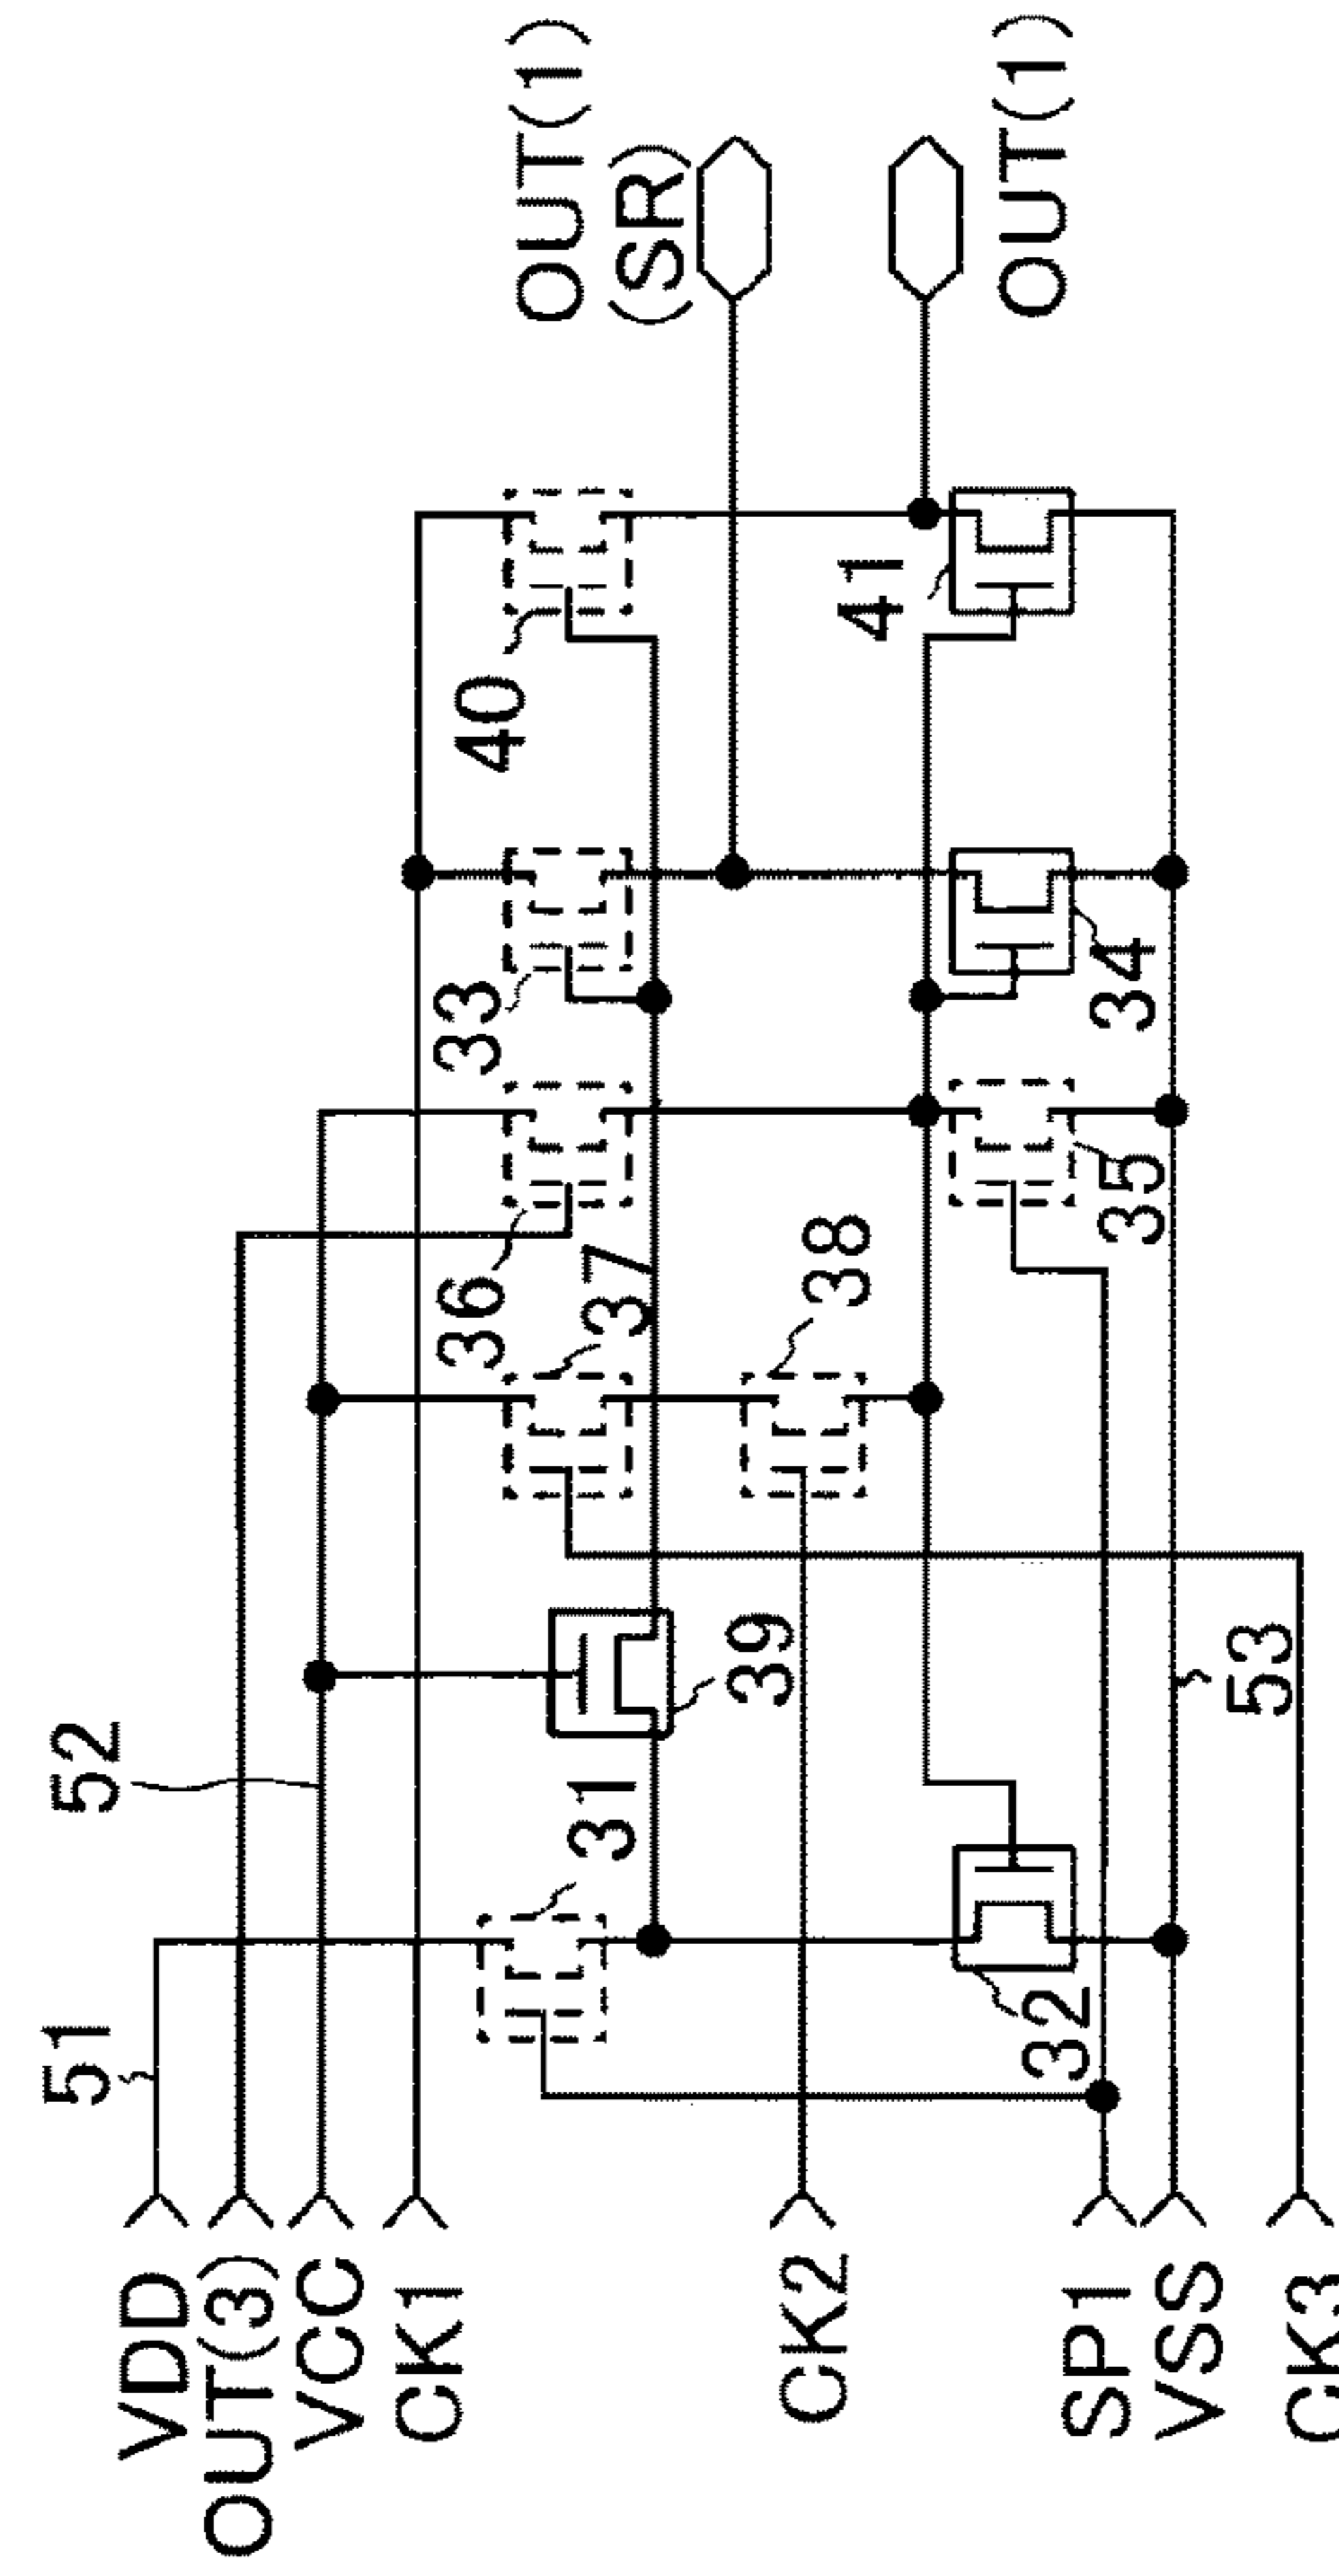 VDD
OUT(3)
VCC
CK1
CK2
SP1
VSS
CK3
51
52
53
31
32
39
37
38
36
35
33
34
40
41
OUT(1)
(SR)
OUT(1)